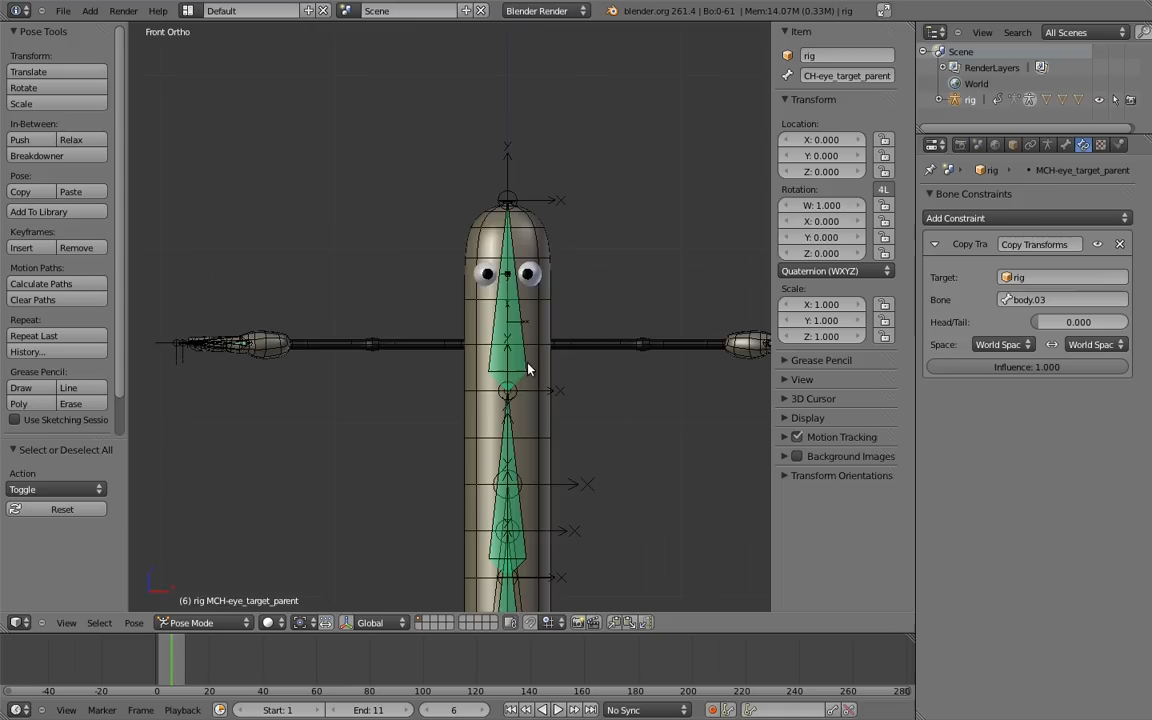 File Add Render Help Default Scene Blender Render blender.org 261.4 | Bo:0-61 | Mem:14.07M (0.33M) | rig
Pose Tools
Transform:
Translate
Rotate
Scale
In-Between:
Push Relax
Breakdowner
Pose:
Copy Paste
Add To Library
Keyframes:
Insert Remove
Motion Paths:
Calculate Paths
Clear Paths
Repeat:
Repeat Last
History...
Grease Pencil:
Draw Line
Poly Erase
Use Sketching Sessio
Select or Deselect All
Action
Toggle
Reset
Front Ortho
Y
X
X
X
X
X
(6) rig MCH-eye_target_parent
View Select Pose Pose Mode Global
Item
rig
CH-eye_target_parent
Transform
Location:
X: 0.000
Y: 0.000
Z: 0.000
Rotation: 4L
W: 1.000
X: 0.000
Y: 0.000
Z: 0.000
Quaternion (WXYZ)
Scale:
X: 1.000
Y: 1.000
Z: 1.000
Grease Pencil
View
3D Cursor
Display
Motion Tracking
Background Images
Transform Orientations
View Search All Scenes
Scene
RenderLayers
World
rig
rig MCH-eye_target_parent
Bone Constraints
Add Constraint
Copy Tra Copy Transforms
Target: rig
Bone body.03
Head/Tail: 0.000
Space: World Spac World Spac
Influence: 1.000
-40 -20 0 20 40 60 80 100 120 140 160 180 200 220 240 260 280
View Marker Frame Playback Start: 1 End: 11 6 No Sync